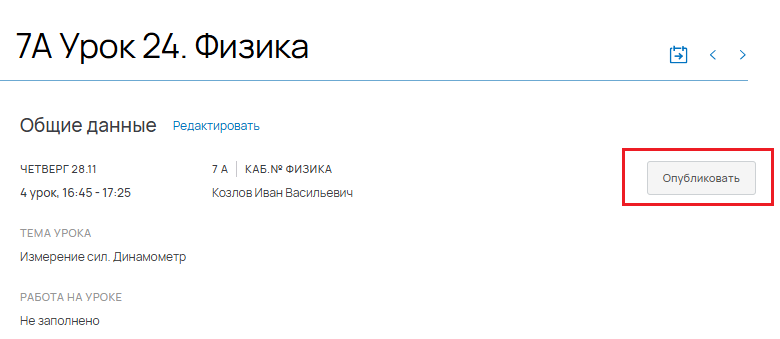 7А Урок 24. Физика
Общие данные Редактировать
ЧЕТВЕРГ 28.11 7 А КАБ.№ ФИЗИКА
4 урок, 16:45 - 17:25 Козлов Иван Васильевич
Опубликовать
ТЕМА УРОКА
Измерение сил. Динамометр
РАБОТА НА УРОКЕ
Не заполнено